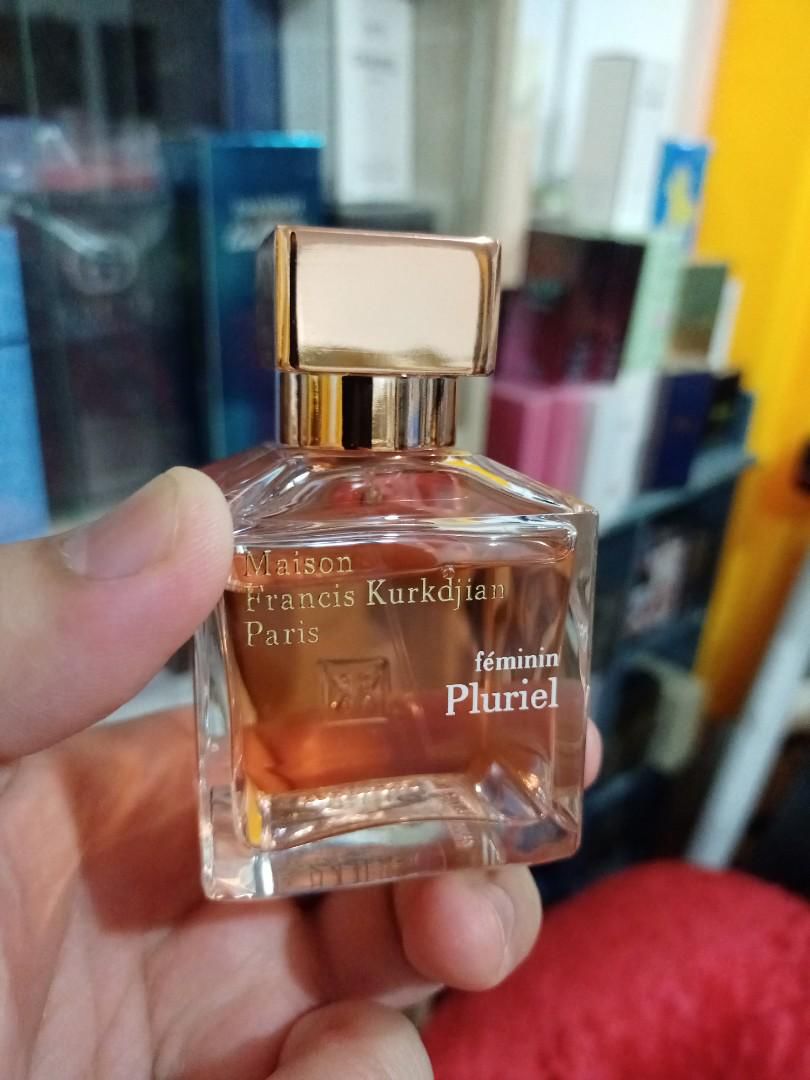 Maison
Francis Kurkdjian
Paris
féminin
Pluriel